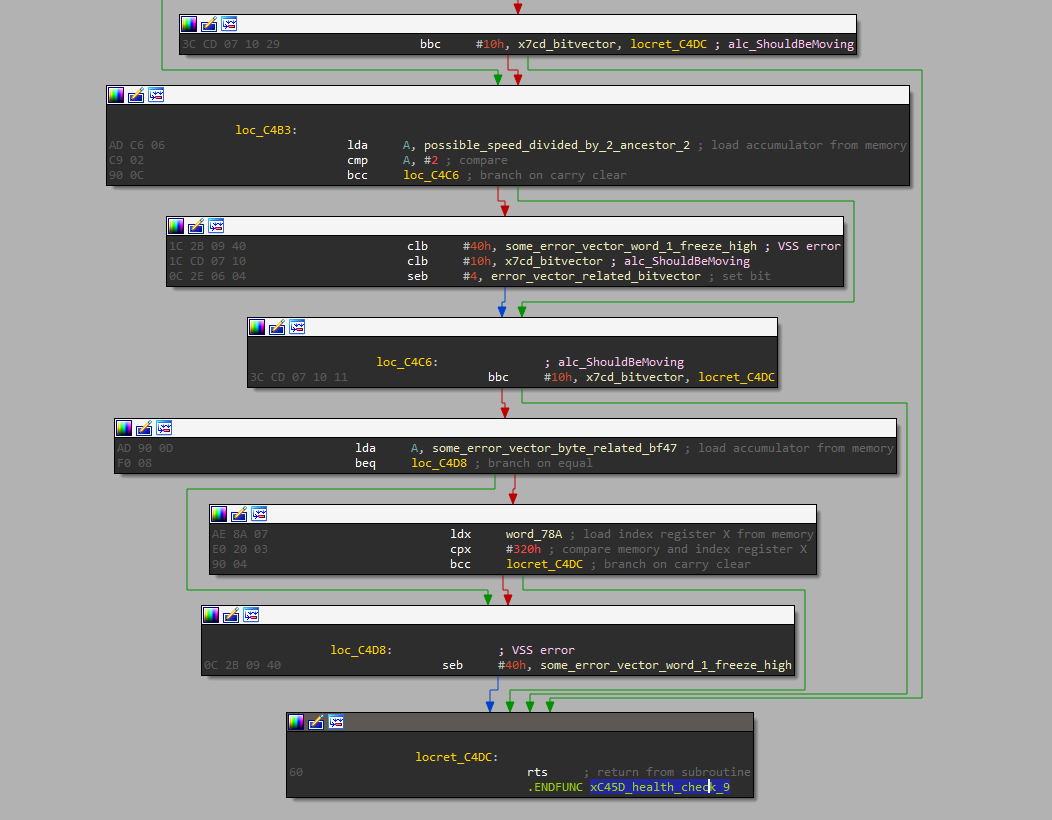 3C CD 07 10 29 bbc #10h, x7cd_bitvector, locret_C4DC ; alc_ShouldBeMoving
loc_C4B3:
AD C6 06 lda A, possible_speed_divided_by_2_ancestor_2 ; load accumulator from memory
C9 02 cmp A, #2 ; compare
90 0C bcc loc_C4C6 ; branch on carry clear
1C 2B 09 40 clb #40h, some_error_vector_word_1_freeze_high ; VSS error
1C CD 07 10 clb #10h, x7cd_bitvector ; alc_ShouldBeMoving
0C 2E 06 04 seb #4, error_vector_related_bitvector ; set bit
loc_C4C6: ; alc_ShouldBeMoving
3C CD 07 10 11 bbc #10h, x7cd_bitvector, locret_C4DC
AD 90 0D lda A, some_error_vector_byte_related_bf47 ; load accumulator from memory
F0 08 beq loc_C4D8 ; branch on equal
AE 8A 07 ldx word_78A ; load index register X from memory
E0 20 03 cpx #320h ; compare memory and index register X
90 04 bcc locret_C4DC ; branch on carry clear
loc_C4D8: ; VSS error
0C 2B 09 40 seb #40h, some_error_vector_word_1_freeze_high
locret_C4DC:
60 rts ; return from subroutine
.ENDFUNC xC45D_health_check_9